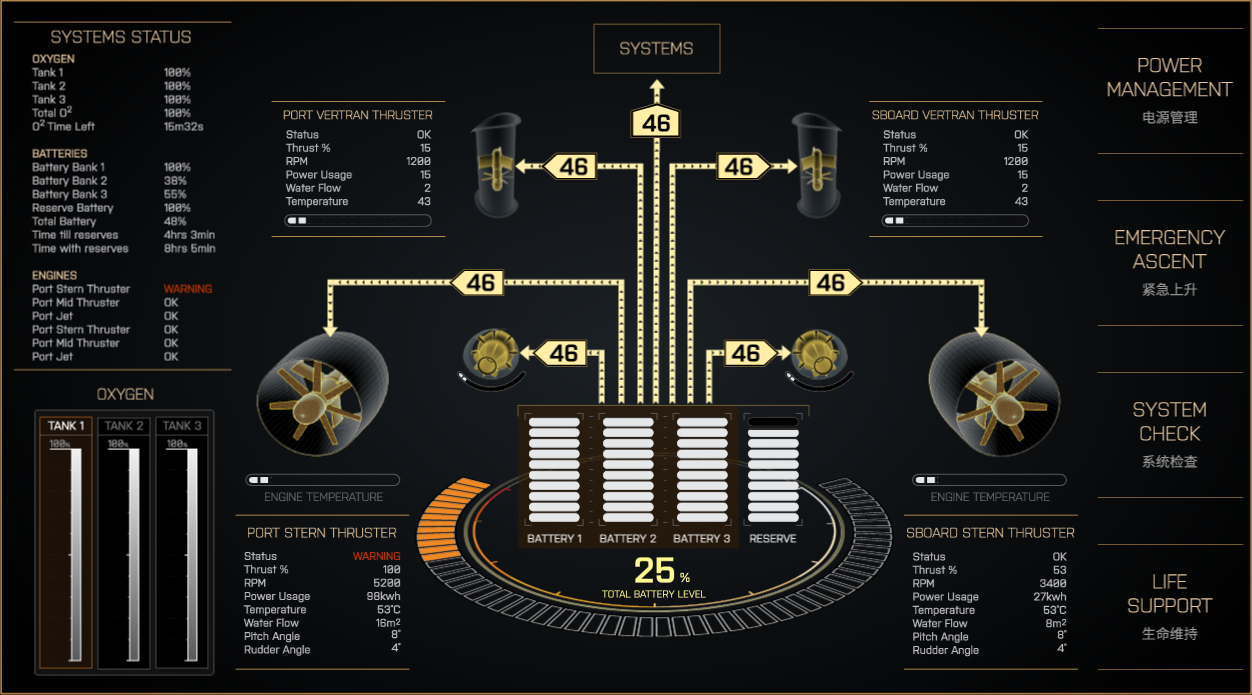 SYSTEMS STATUS
OXYGEN
Tank 1 100%
Tank 2 100%
Tank 3 100%
Total O² 100%
O² Time Left 15m32s
BATTERIES
Battery Bank 1 100%
Battery Bank 2 38%
Battery Bank 3 55%
Reserve Battery 100%
Total Battery 48%
Time till reserves 4hrs 3min
Time with reserves 8hrs 5min
ENGINES
Port Stern Thruster WARNING
Port Mid Thruster OK
Port Jet OK
Port Stern Thruster OK
Port Mid Thruster OK
Port Jet OK
OXYGEN
TANK 1 TANK 2 TANK 3
100% 100% 100%
SYSTEMS
46
PORT VERTRAN THRUSTER
Status OK
Thrust % 15
RPM 1200
Power Usage 15
Water Flow 2
Temperature 43
46
46
SBOARD VERTRAN THRUSTER
Status OK
Thrust % 15
RPM 1200
Power Usage 15
Water Flow 2
Temperature 43
46
46
46
46
ENGINE TEMPERATURE
PORT STERN THRUSTER
Status WARNING
Thrust % 100
RPM 5200
Power Usage 98kwh
Temperature 53°C
Water Flow 16m²
Pitch Angle 8°
Rudder Angle 4°
BATTERY 1 BATTERY 2 BATTERY 3 RESERVE
25 %
TOTAL BATTERY LEVEL
ENGINE TEMPERATURE
SBOARD STERN THRUSTER
Status OK
Thrust % 53
RPM 3400
Power Usage 27kwh
Temperature 53°C
Water Flow 8m²
Pitch Angle 8°
Rudder Angle 4°
POWER
MANAGEMENT
电源管理
EMERGENCY
ASCENT
紧急上升
SYSTEM
CHECK
系统检查
LIFE
SUPPORT
生命维持